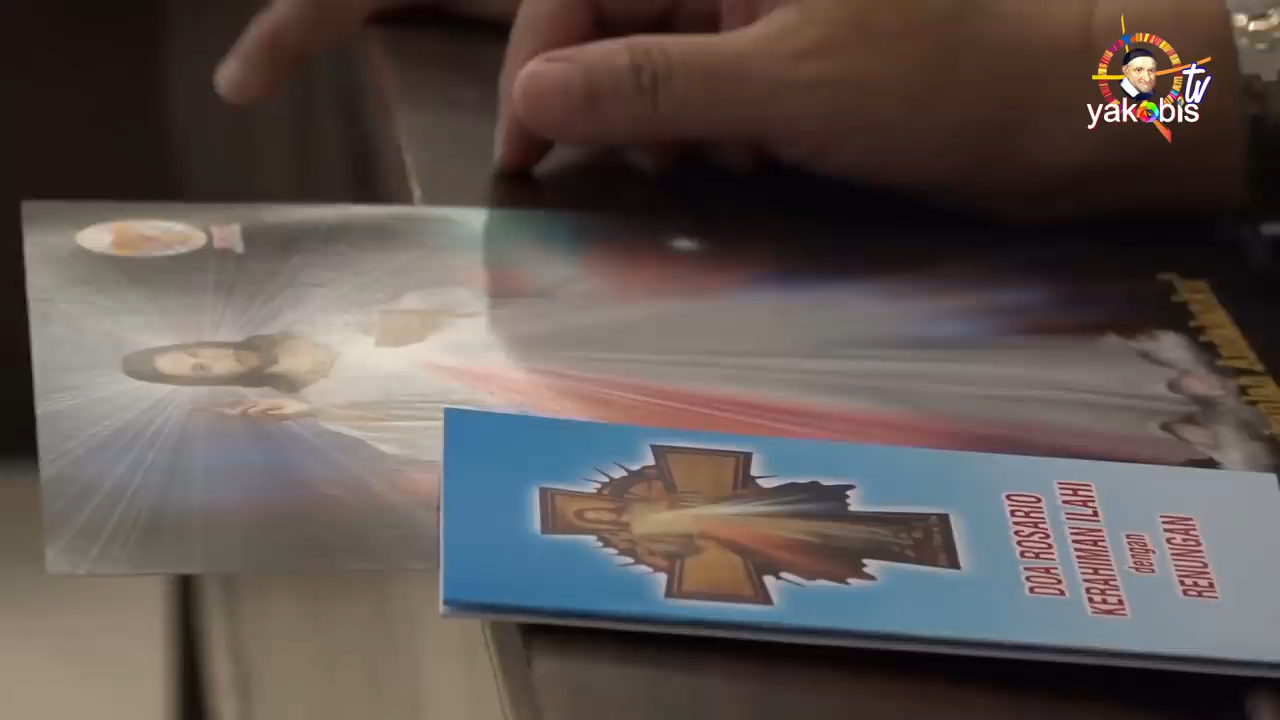 yakobis
tv
DOA ROSARIO
KERAHIMAN ILAHI
dengan
RENUNGAN